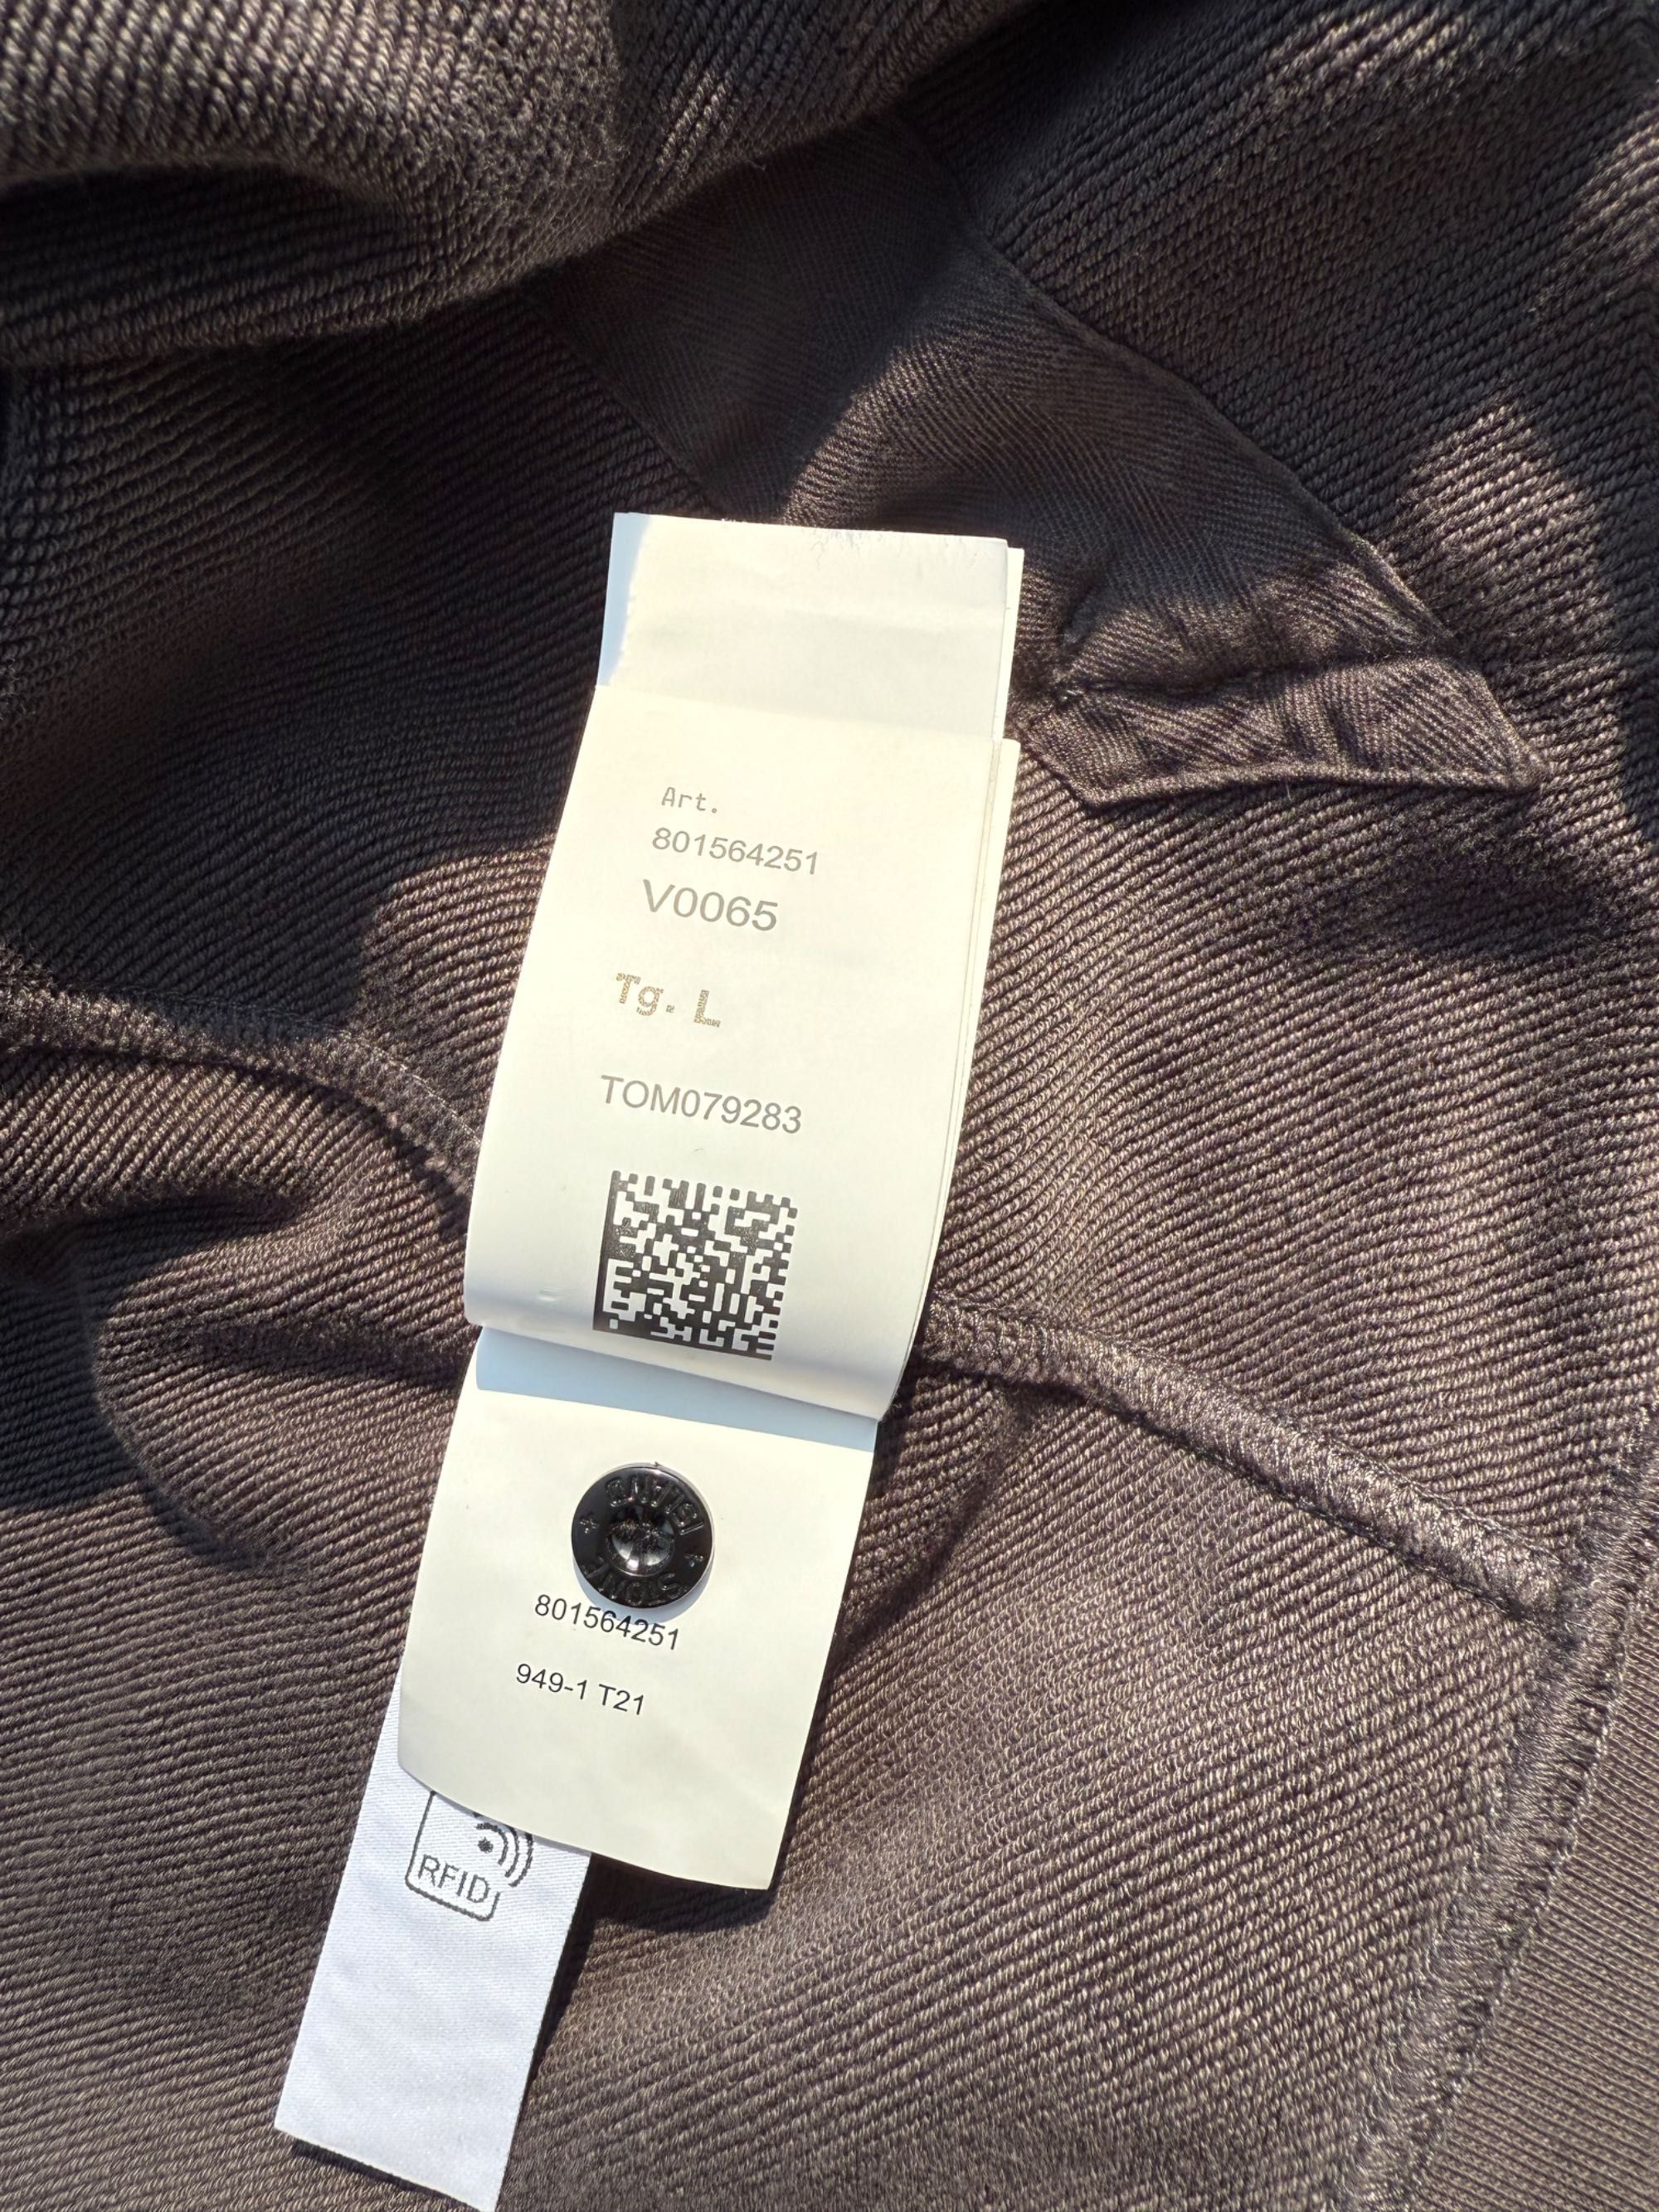 Art.
801564251
V0065
Tg. L
TOM079283
801564251
949-1 T21
RFID